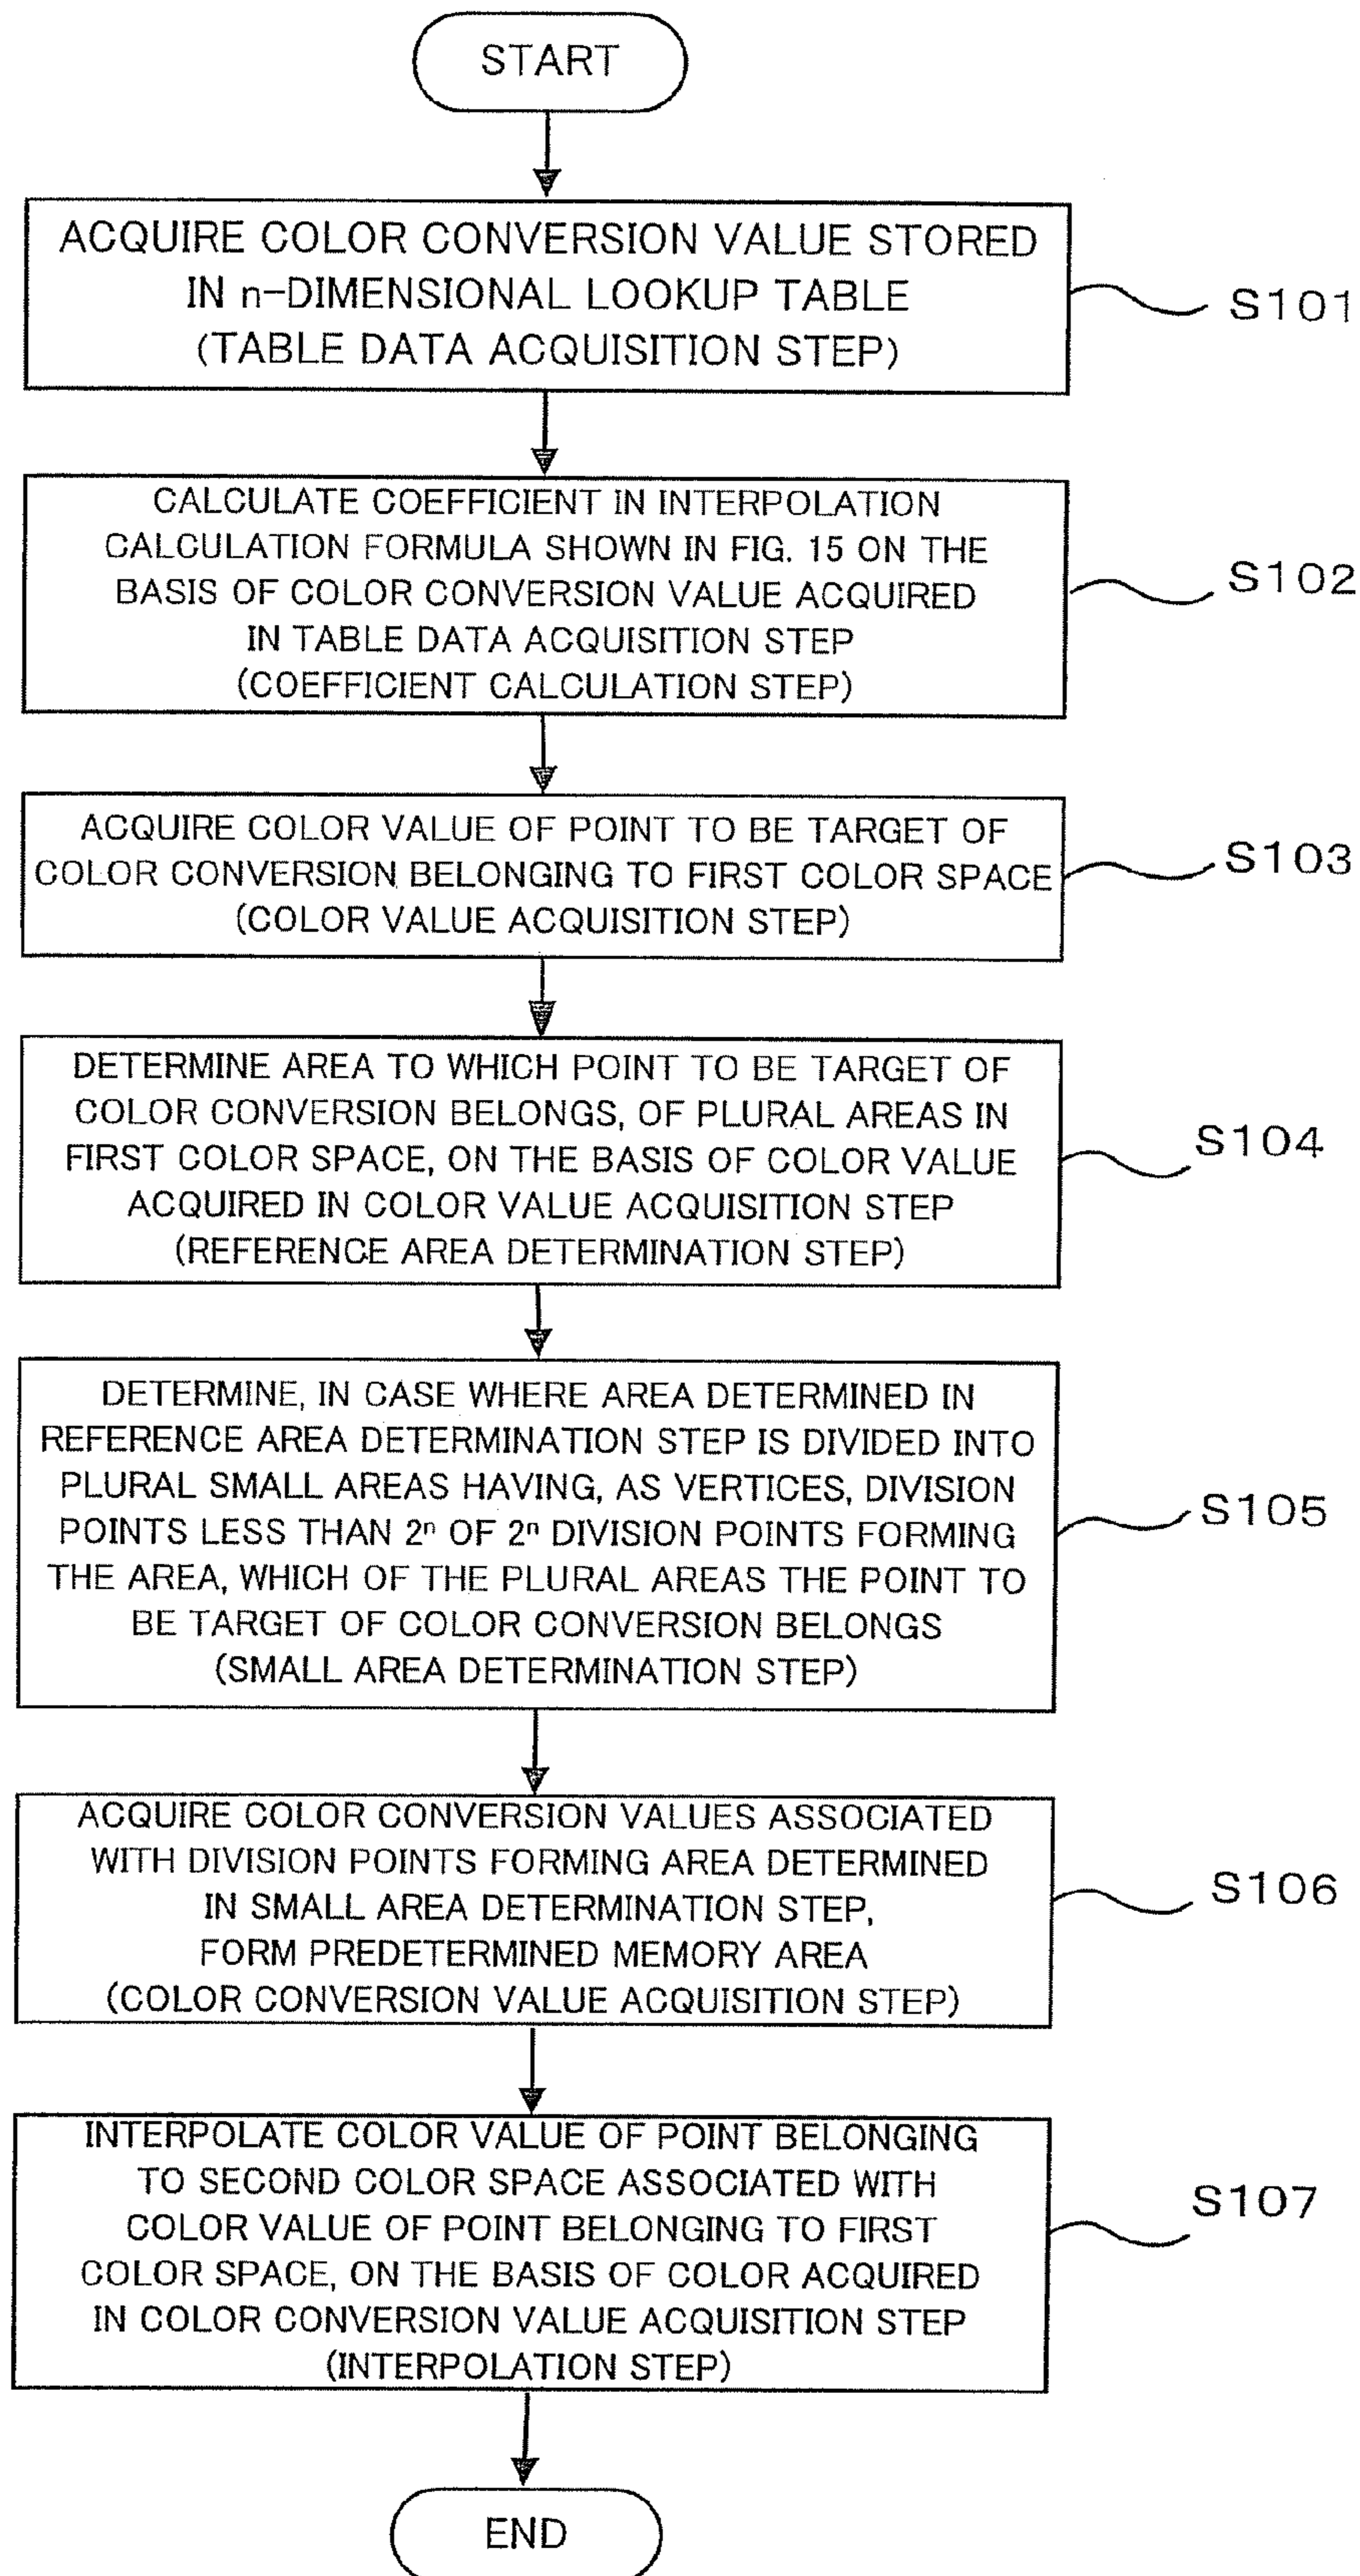 START
ACQUIRE COLOR CONVERSION VALUE STORED
IN n-DIMENSIONAL LOOKUP TABLE
(TABLE DATA ACQUISITION STEP)
S101
CALCULATE COEFFICIENT IN INTERPOLATION
CALCULATION FORMULA SHOWN IN FIG. 15 ON THE
BASIS OF COLOR CONVERSION VALUE ACQUIRED
IN TABLE DATA ACQUISITION STEP
(COEFFICIENT CALCULATION STEP)
S102
ACQUIRE COLOR VALUE OF POINT TO BE TARGET OF
COLOR CONVERSION BELONGING TO FIRST COLOR SPACE
(COLOR VALUE ACQUISITION STEP)
S103
DETERMINE AREA TO WHICH POINT TO BE TARGET OF
COLOR CONVERSION BELONGS, OF PLURAL AREAS IN
FIRST COLOR SPACE, ON THE BASIS OF COLOR VALUE
ACQUIRED IN COLOR VALUE ACQUISITION STEP
(REFERENCE AREA DETERMINATION STEP)
S104
DETERMINE, IN CASE WHERE AREA DETERMINED IN
REFERENCE AREA DETERMINATION STEP IS DIVIDED INTO
PLURAL SMALL AREAS HAVING, AS VERTICES, DIVISION
POINTS LESS THAN 2ⁿ OF 2ⁿ DIVISION POINTS FORMING
THE AREA, WHICH OF THE PLURAL AREAS THE POINT TO
BE TARGET OF COLOR CONVERSION BELONGS
(SMALL AREA DETERMINATION STEP)
S105
ACQUIRE COLOR CONVERSION VALUES ASSOCIATED
WITH DIVISION POINTS FORMING AREA DETERMINED
IN SMALL AREA DETERMINATION STEP,
FORM PREDETERMINED MEMORY AREA
(COLOR CONVERSION VALUE ACQUISITION STEP)
S106
INTERPOLATE COLOR VALUE OF POINT BELONGING
TO SECOND COLOR SPACE ASSOCIATED WITH
COLOR VALUE OF POINT BELONGING TO FIRST
COLOR SPACE, ON THE BASIS OF COLOR ACQUIRED
IN COLOR CONVERSION VALUE ACQUISITION STEP
(INTERPOLATION STEP)
S107
END